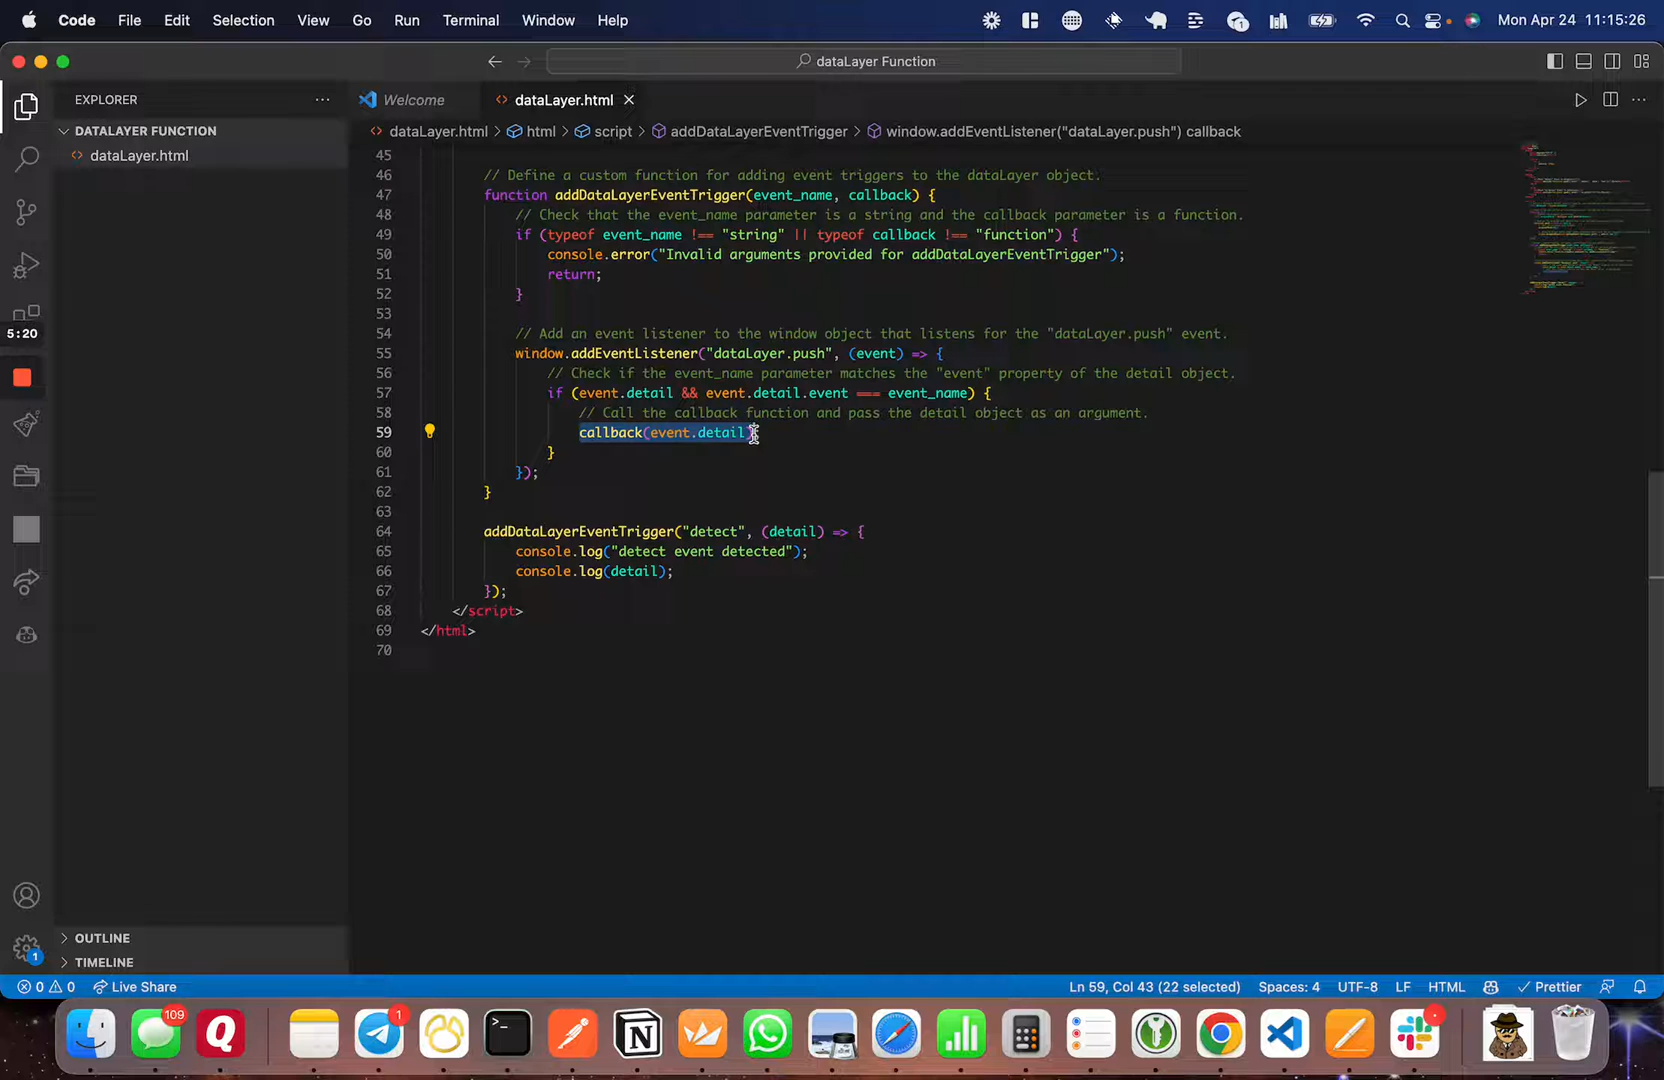 Code File Edit Selection View Go Run Terminal Window Help
1
Mon Apr 24 11:15:26
dataLayer Function
EXPLORER
Welcome
dataLayer.html
DATALAYER FUNCTION
dataLayer.html
dataLayer.html > html > script > addDataLayerEventTrigger > window.addEventListener("dataLayer.push") callback
5:20
45
46 // Define a custom function for adding event triggers to the dataLayer object.
47 function addDataLayerEventTrigger(event_name, callback) {
48 // Check that the event_name parameter is a string and the callback parameter is a function.
49 if (typeof event_name !== "string" || typeof callback !== "function") {
50 console.error("Invalid arguments provided for addDataLayerEventTrigger");
51 return;
52 }
53
54 // Add an event listener to the window object that listens for the "dataLayer.push" event.
55 window.addEventListener("dataLayer.push", (event) => {
56 // Check if the event_name parameter matches the "event" property of the detail object.
57 if (event.detail && event.detail.event === event_name) {
58 // Call the callback function and pass the detail object as an argument.
59 callback(event.detail);
60 }
61 });
62 }
63
64 addDataLayerEventTrigger("detect", (detail) => {
65 console.log("detect event detected");
66 console.log(detail);
67 });
68 </script>
69 </html>
70
OUTLINE
1
TIMELINE
0 0 Live Share
Ln 59, Col 43 (22 selected) Spaces: 4 UTF-8 LF HTML Prettier
109
1